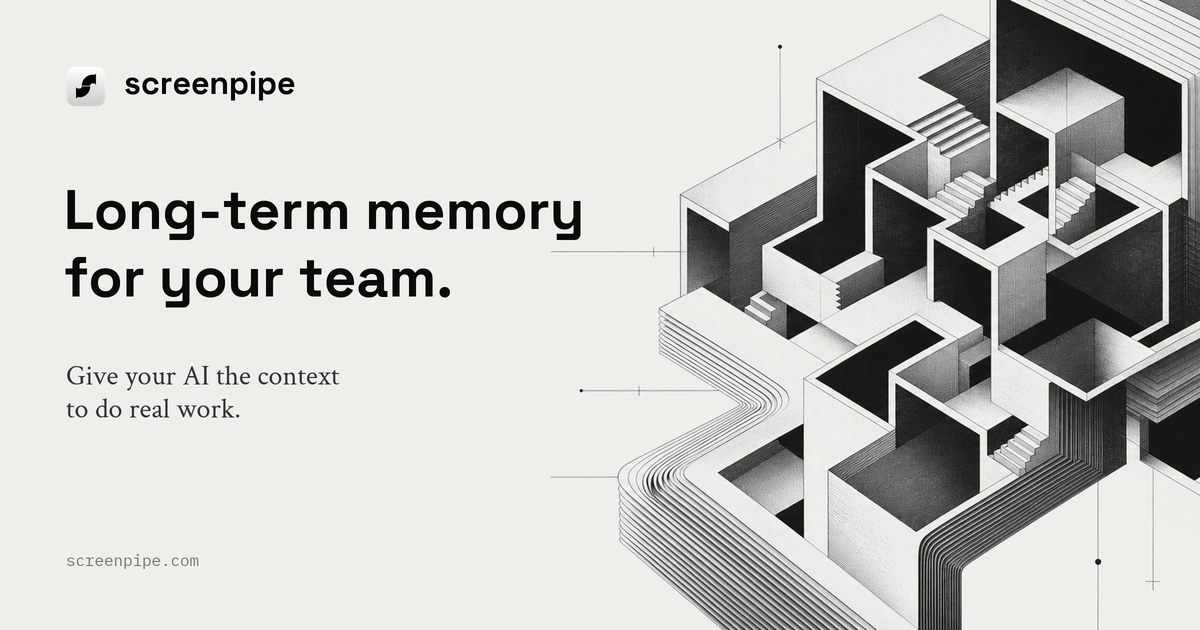 screenpipe
Long-term memory
for your team.
Give your AI the context
to do real work.
screenpipe.com